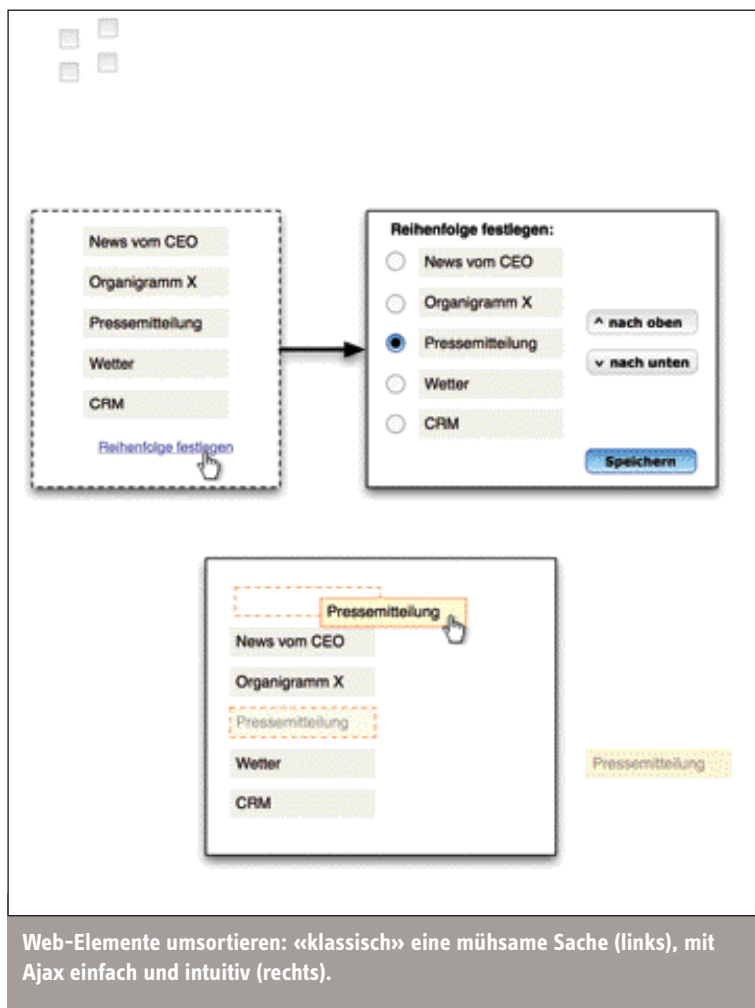 News vom CEO
Organigramm X
Pressemitteilung
Wetter
CRM
Reihenfolge festlegen
Reihenfolge festlegen:
News vom CEO
Organigramm X
Pressemitteilung
Wetter
CRM
^ nach oben
v nach unten
Speichern
Pressemitteilung
News vom CEO
Organigramm X
Pressemitteilung
Wetter
CRM
Pressemitteilung
Web-Elemente umsortieren: «klassisch» eine mühsame Sache (links), mit
Ajax einfach und intuitiv (rechts).